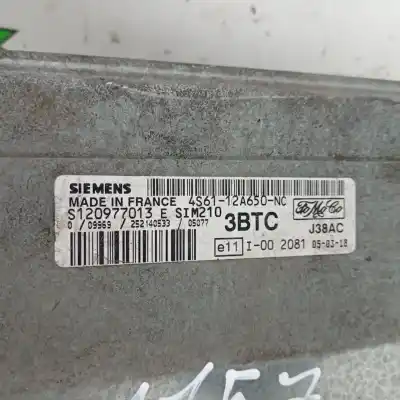 SIEMENS
MADE IN FRANCE 4S61-12A650-NC
S120977013 E SIM210
0 / 09969 / 252140533 / 05077
3BTC
FoMoCo
J38AC
e11 I-00 2081 05-03-18